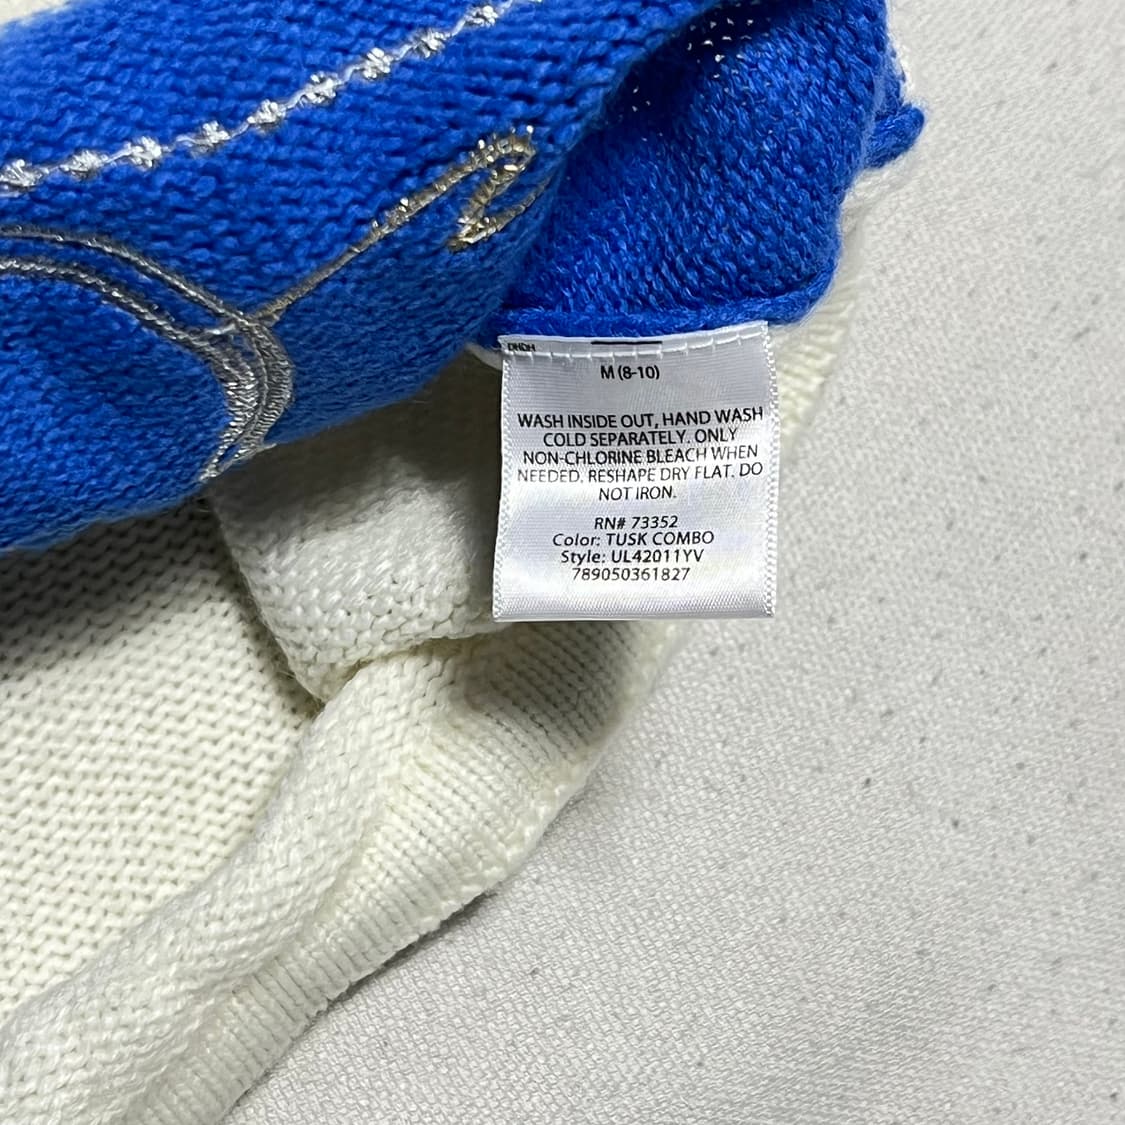 M (8-10)
WASH INSIDE OUT, HAND WASH
COLD SEPARATELY. ONLY
NON-CHLORINE BLEACH WHEN
NEEDED. RESHAPE DRY FLAT. DO
NOT IRON.
RN# 73352
Color: TUSK COMBO
Style: UL42011YV
789050361827